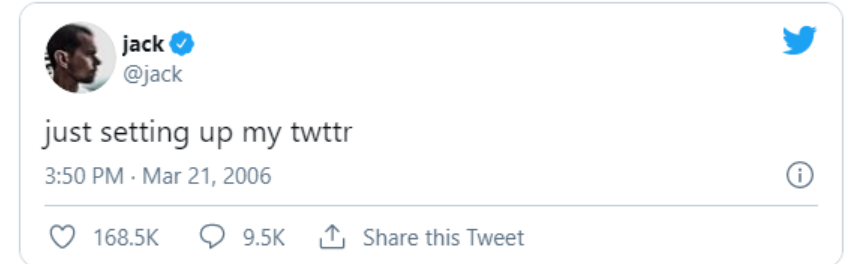 jack
@jack
just setting up my twttr
3:50 PM · Mar 21, 2006
168.5K 9.5K Share this Tweet